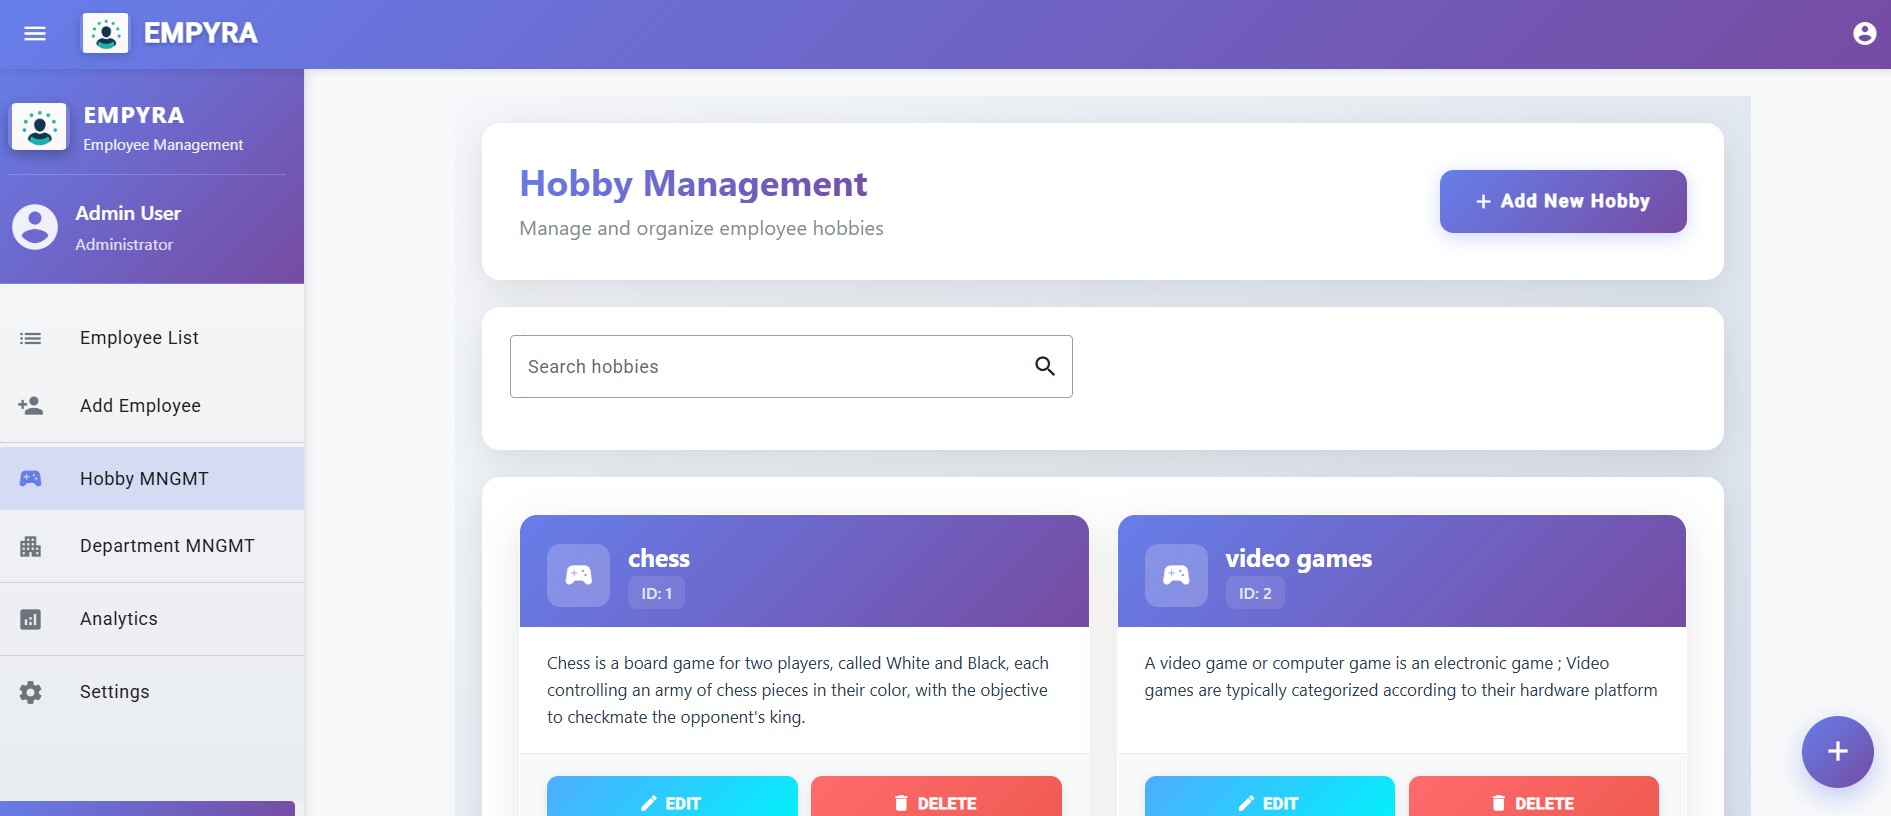 EMPYRA
EMPYRA
Employee Management
Admin User
Administrator
Employee List
Add Employee
Hobby MNGMT
Department MNGMT
Analytics
Settings
Hobby Management
Manage and organize employee hobbies
+ Add New Hobby
Search hobbies
chess
ID: 1
Chess is a board game for two players, called White and Black, each
controlling an army of chess pieces in their color, with the objective
to checkmate the opponent's king.
EDIT
DELETE
video games
ID: 2
A video game or computer game is an electronic game ; Video
games are typically categorized according to their hardware platform
EDIT
DELETE
+